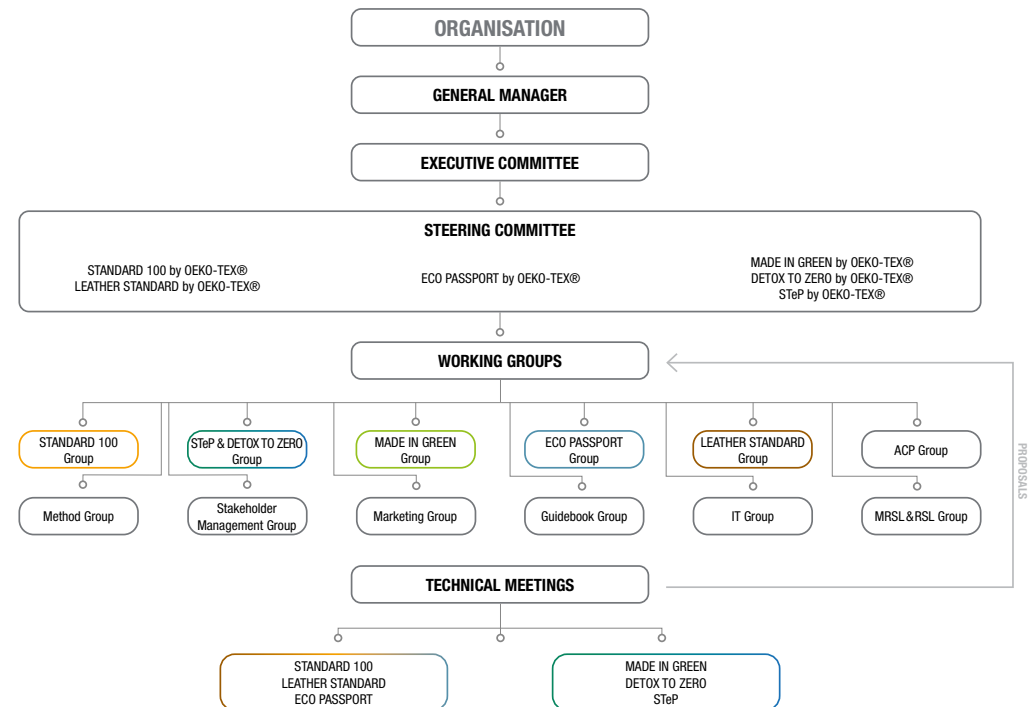 ORGANISATION
GENERAL MANAGER
EXECUTIVE COMMITTEE
STEERING COMMITTEE
STANDARD 100 by OEKO-TEX®
LEATHER STANDARD by OEKO-TEX®
ECO PASSPORT by OEKO-TEX®
MADE IN GREEN by OEKO-TEX®
DETOX TO ZERO by OEKO-TEX®
STeP by OEKO-TEX®
WORKING GROUPS
STANDARD 100
Group
STeP & DETOX TO ZERO
Group
MADE IN GREEN
Group
ECO PASSPORT
Group
LEATHER STANDARD
Group
ACP Group
Method Group
Stakeholder
Management Group
Marketing Group
Guidebook Group
IT Group
MRSL & RSL Group
PROPOSALS
TECHNICAL MEETINGS
STANDARD 100
LEATHER STANDARD
ECO PASSPORT
MADE IN GREEN
DETOX TO ZERO
STeP